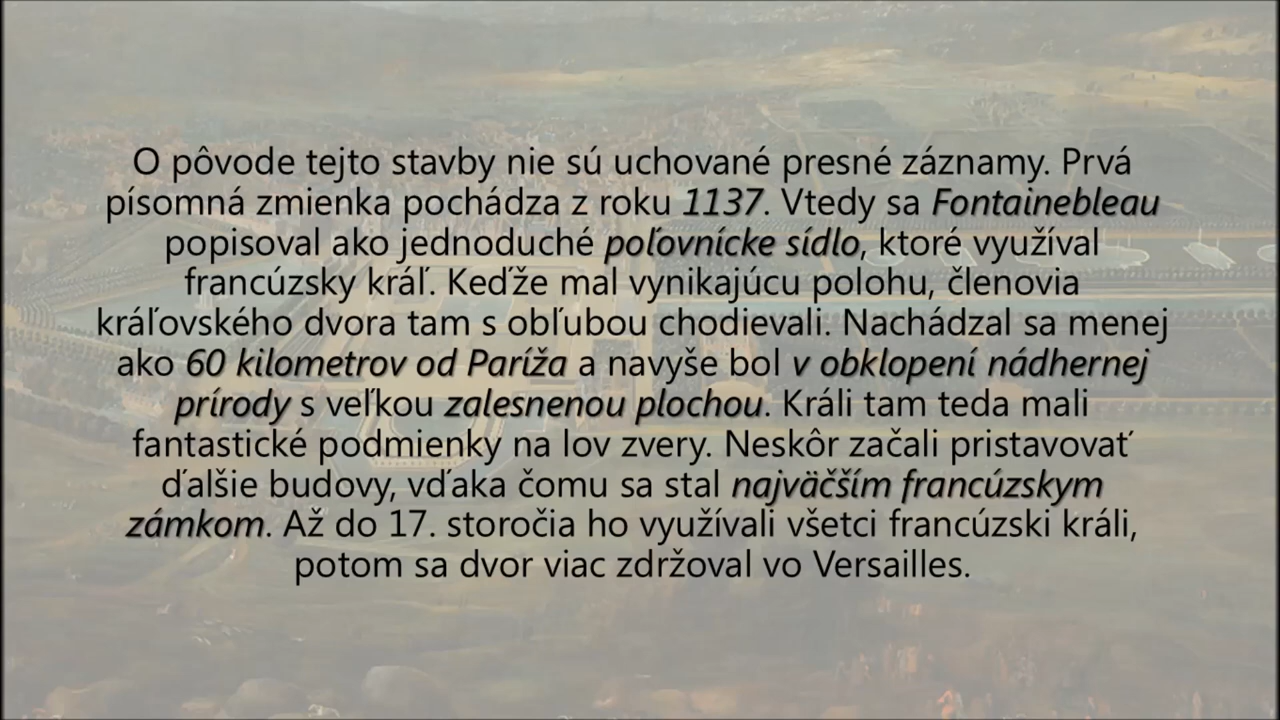 O pôvode tejto stavby nie sú uchované presné záznamy. Prvá
písomná zmienka pochádza z roku 1137. Vtedy sa Fontainebleau
popisoval ako jednoduché poľovnícke sídlo, ktoré využíval
francúzsky kráľ. Keďže mal vynikajúcu polohu, členovia
kráľovského dvora tam s obľubou chodievali. Nachádzal sa menej
ako 60 kilometrov od Paríža a navyše bol v obklopení nádhernej
prírody s veľkou zalesnenou plochou. Králi tam teda mali
fantastické podmienky na lov zvery. Neskôr začali pristavovať
ďalšie budovy, vďaka čomu sa stal najväčším francúzskym
zámkom. Až do 17. storočia ho využívali všetci francúzski králi,
potom sa dvor viac zdržoval vo Versailles.